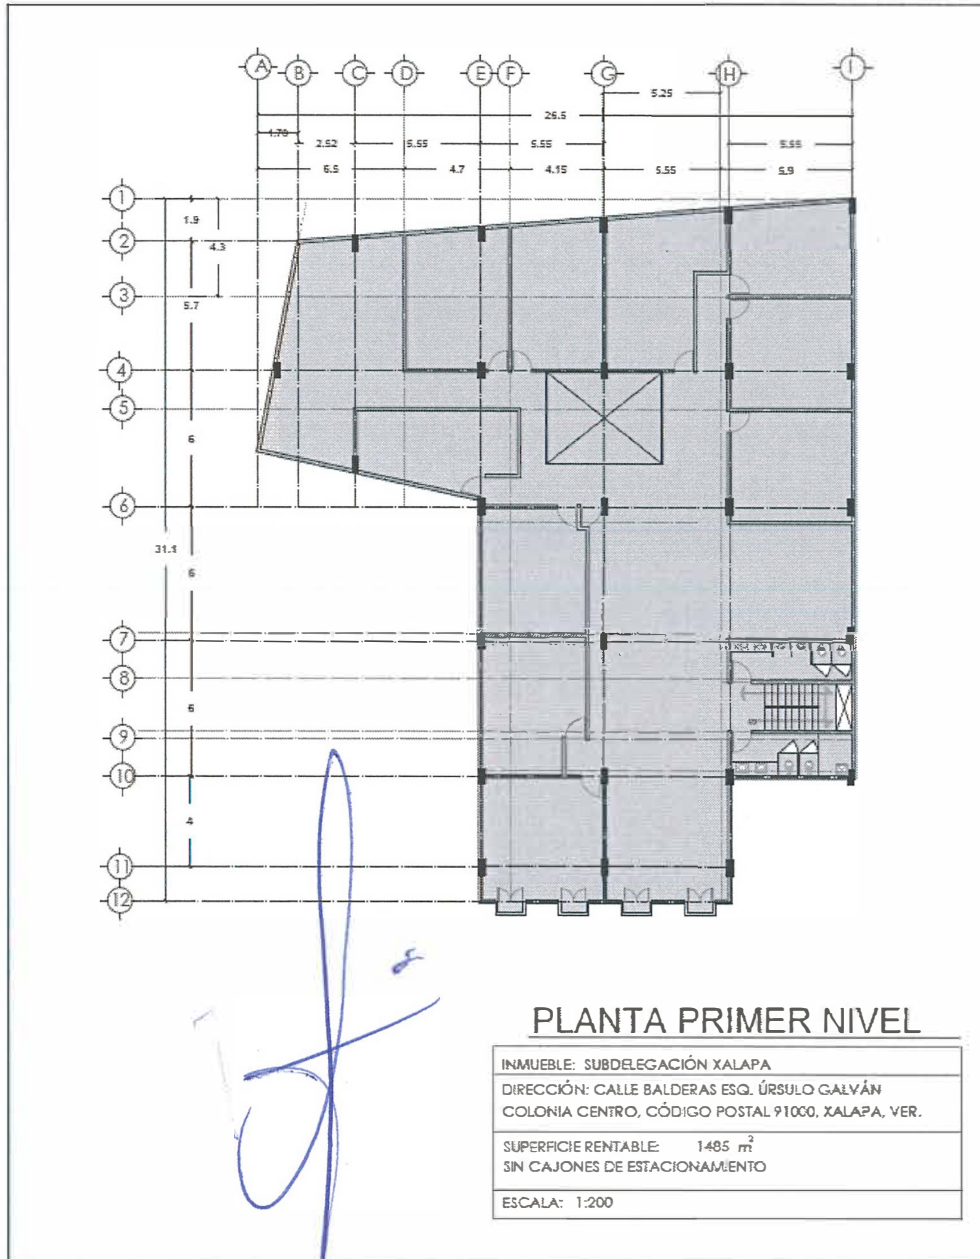 A B C D E F G H I
5.25
26.5
1.70
2.52 5.55 5.55 5.55
6.5 4.7 4.15 5.55 5.9
1
1.9
2
4.3
3
5.7
4
5
6
6
31.1
6
7
8
6
9
10
4
11
12
PLANTA PRIMER NIVEL
INMUEBLE: SUBDELEGACIÓN XALAPA
DIRECCIÓN: CALLE BALDERAS ESQ. ÚRSULO GALVÁN
COLONIA CENTRO, CÓDIGO POSTAL 91000, XALAPA, VER.
SUPERFICIE RENTABLE: 1485 m²
SIN CAJONES DE ESTACIONAMIENTO
ESCALA: 1:200